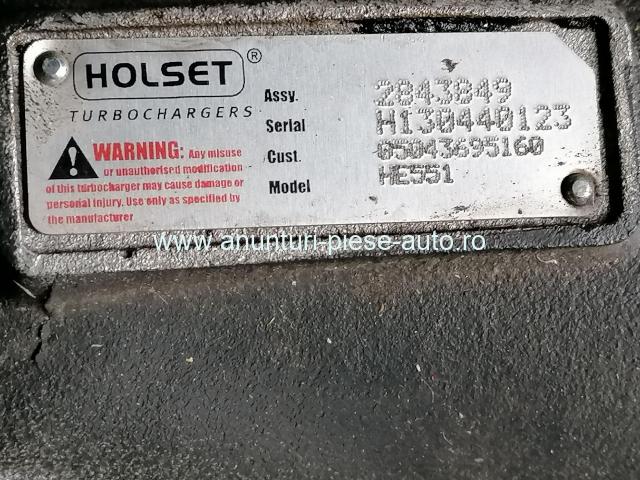 HOLSET®
TURBOCHARGERS
WARNING: Any misuse
or unauthorised modification
of this turbocharger may cause damage or
personal injury. Use only as specified by
the manufacturer
Assy. 2843849
Serial H130440123
Cust. 05043695160
Model HE551
www.anunturi-piese-auto.ro